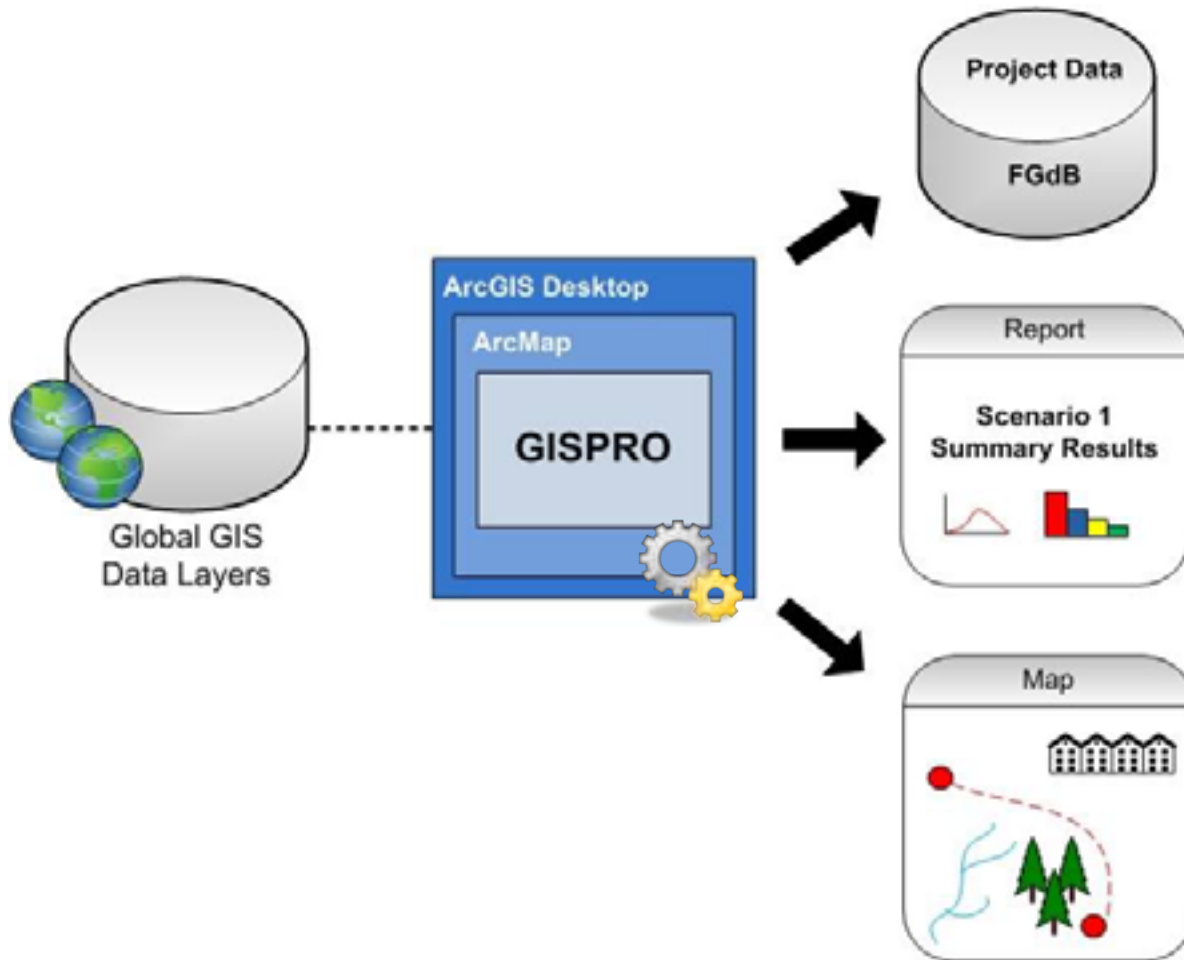 Global GIS
Data Layers
ArcGIS Desktop
ArcMap
GISPRO
Project Data
FGdB
Report
Scenario 1
Summary Results
Map